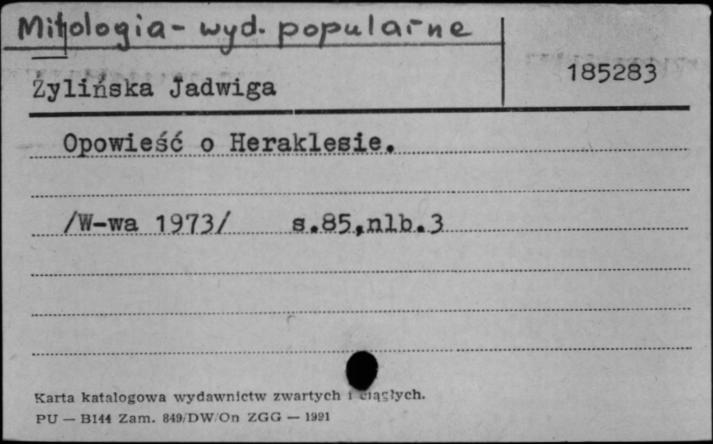 Mitologia - wyd. popularne
185283
Żylińska Jadwiga
Opowieść o Heraklesie.
/W-wa 1973/ s.85,nlb.3
Karta katalogowa wydawnictw zwartych i ciągłych.
PU — B144 Zam. 849/DW/On ZGG — 1991